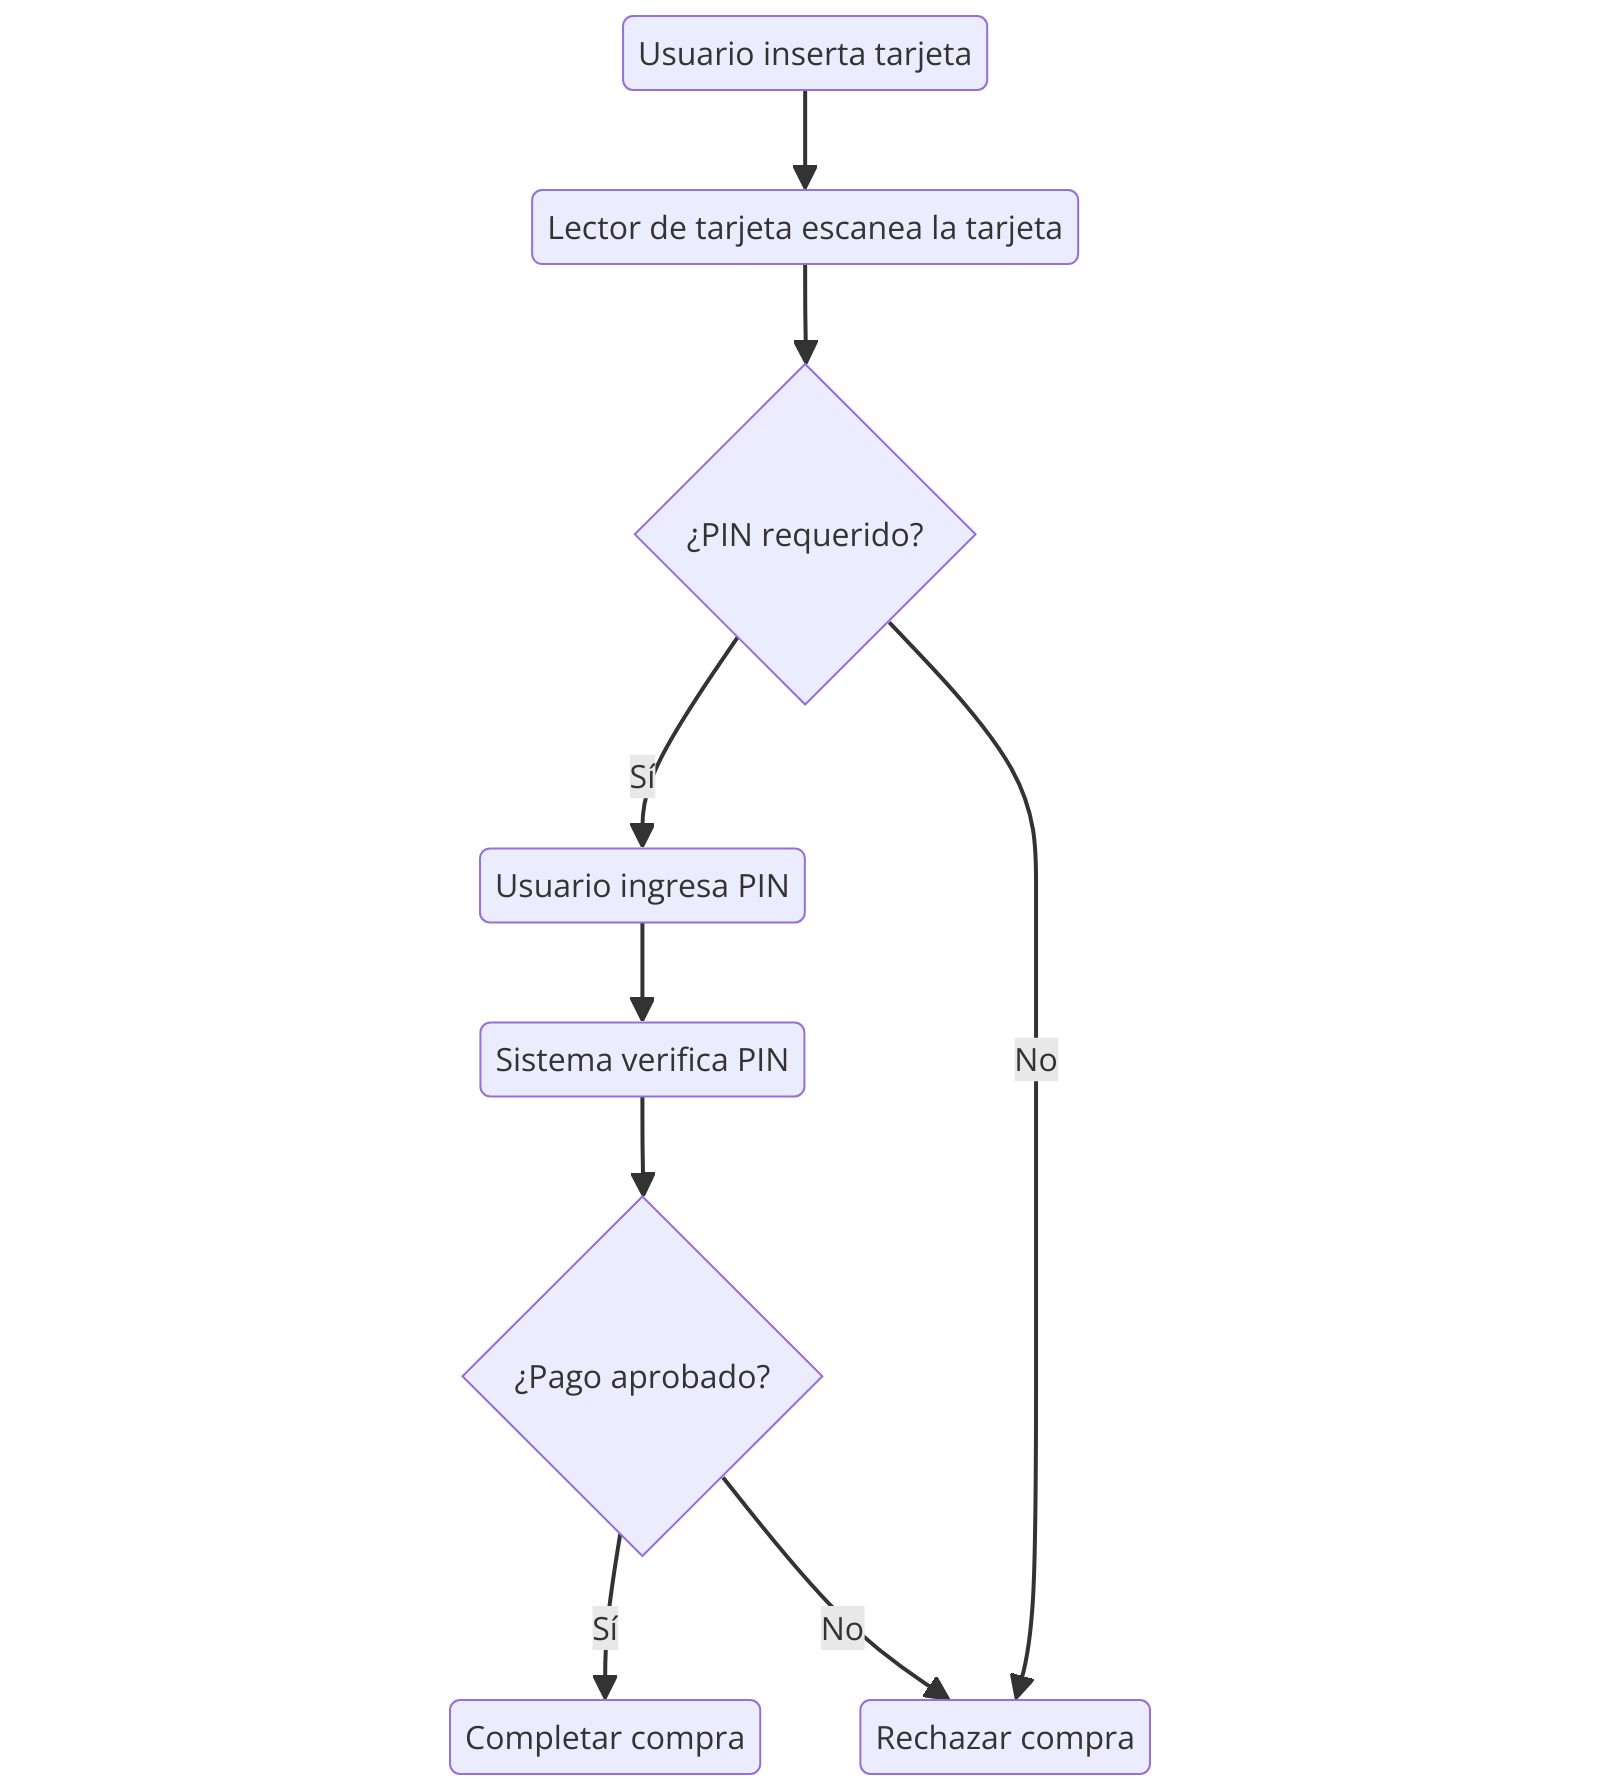 Usuario inserta tarjeta
Lector de tarjeta escanea la tarjeta
¿PIN requerido?
Sí
Usuario ingresa PIN
Sistema verifica PIN
No
¿Pago aprobado?
Sí
No
Completar compra
Rechazar compra